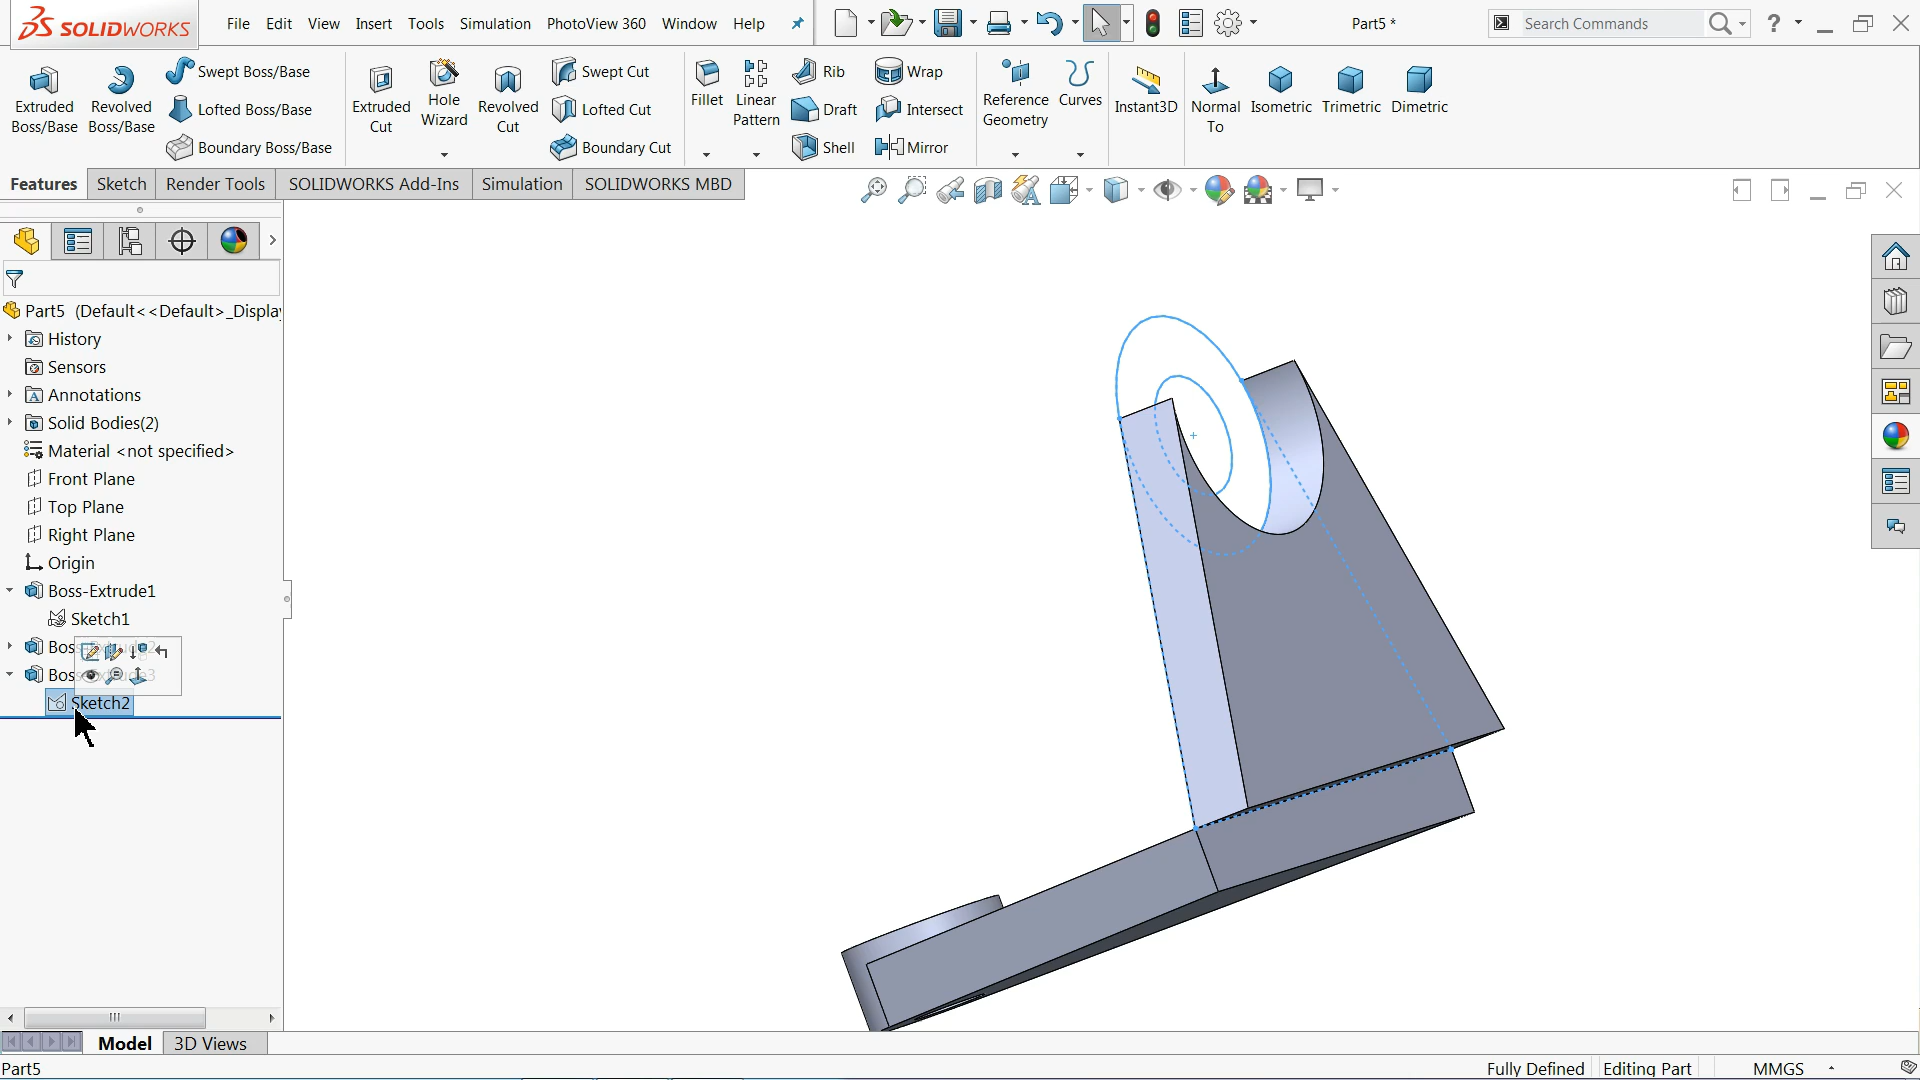 SOLIDWORKS File Edit View Insert Tools Simulation PhotoView 360 Window Help Part5 * Search Commands ?
Extruded Boss/Base
Revolved Boss/Base
Swept Boss/Base
Lofted Boss/Base
Boundary Boss/Base
Extruded Cut
Hole Wizard
Revolved Cut
Swept Cut
Lofted Cut
Boundary Cut
Fillet
Linear Pattern
Rib
Draft
Shell
Wrap
Intersect
Mirror
Reference Geometry
Curves
Instant3D
Normal To
Isometric
Trimetric
Dimetric
Features Sketch Render Tools SOLIDWORKS Add-Ins Simulation SOLIDWORKS MBD
Part5 (Default<<Default>_Displa
History
Sensors
Annotations
Solid Bodies(2)
Material <not specified>
Front Plane
Top Plane
Right Plane
Origin
Boss-Extrude1
Sketch1
Bos
Bos
Sketch2
Model 3D Views
Part5 Fully Defined Editing Part MMGS